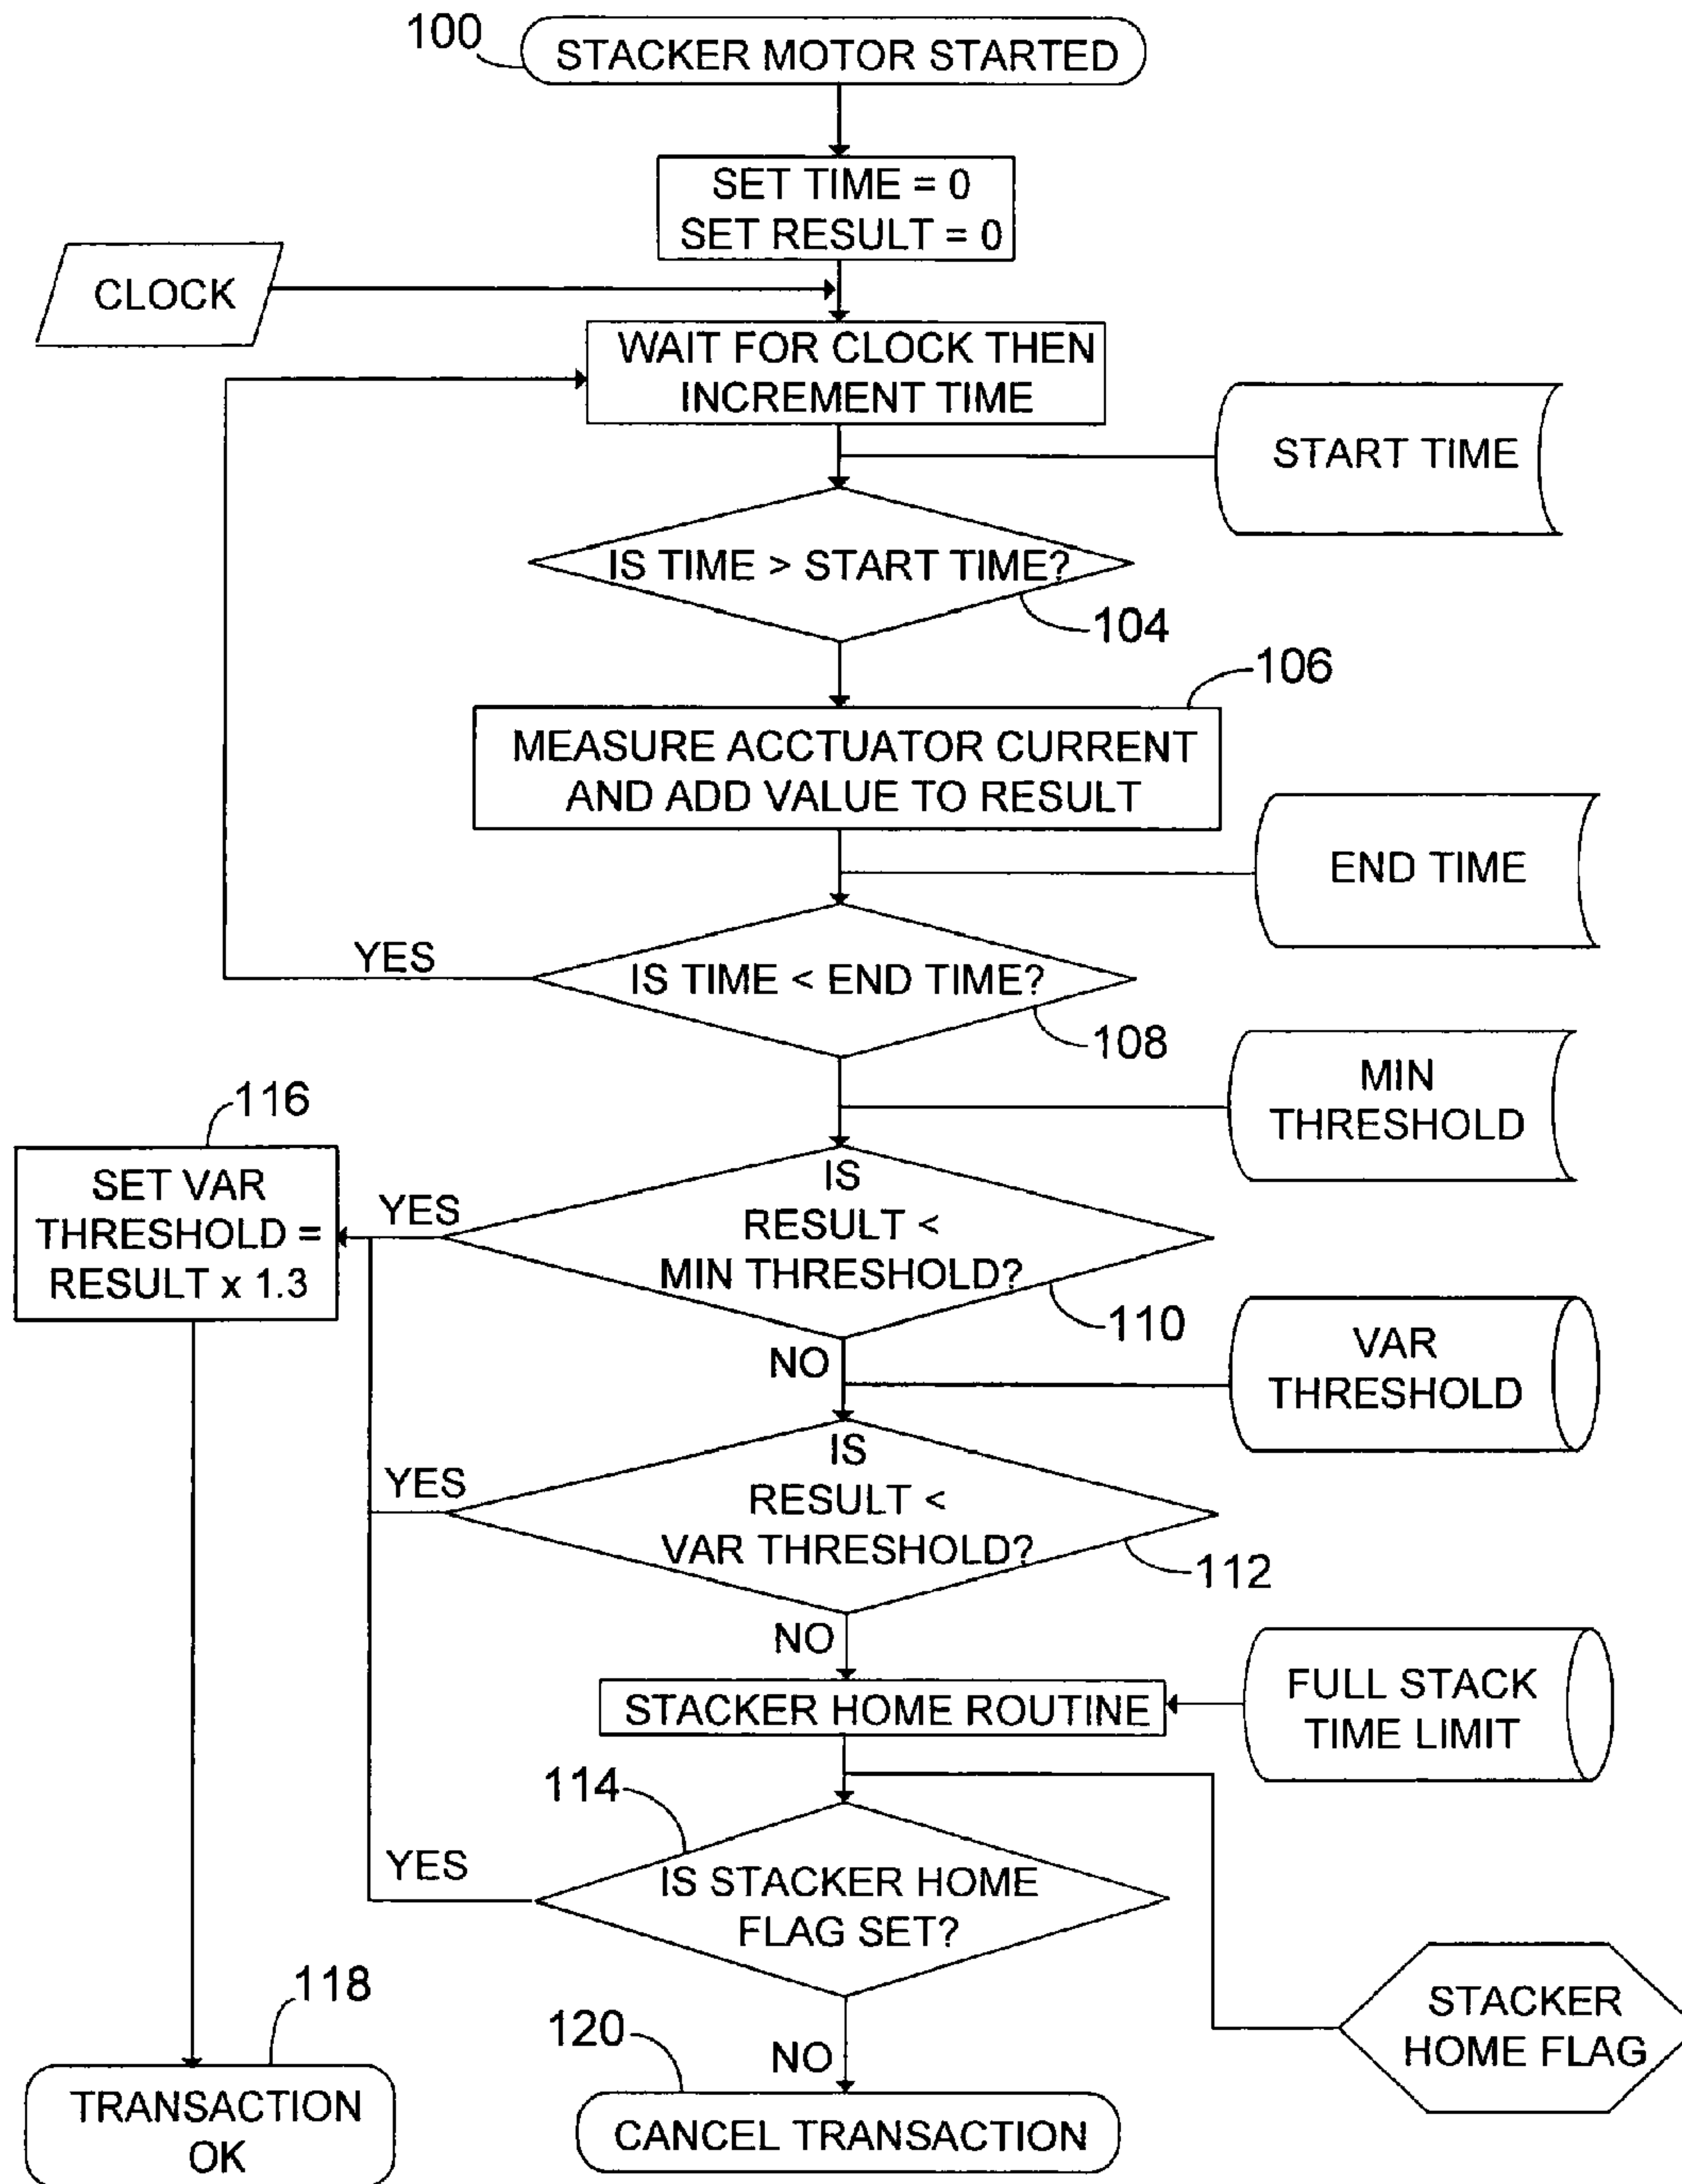 100
STACKER MOTOR STARTED
SET TIME = 0
SET RESULT = 0
CLOCK
WAIT FOR CLOCK THEN
INCREMENT TIME
START TIME
IS TIME > START TIME?
104
106
MEASURE ACCTUATOR CURRENT
AND ADD VALUE TO RESULT
END TIME
YES
IS TIME < END TIME?
108
MIN
THRESHOLD
116
SET VAR
THRESHOLD =
RESULT x 1.3
YES
IS
RESULT <
MIN THRESHOLD?
110
NO
VAR
THRESHOLD
YES
IS
RESULT <
VAR THRESHOLD?
112
NO
STACKER HOME ROUTINE
FULL STACK
TIME LIMIT
114
YES
IS STACKER HOME
FLAG SET?
STACKER
HOME FLAG
118
TRANSACTION
OK
120
NO
CANCEL TRANSACTION